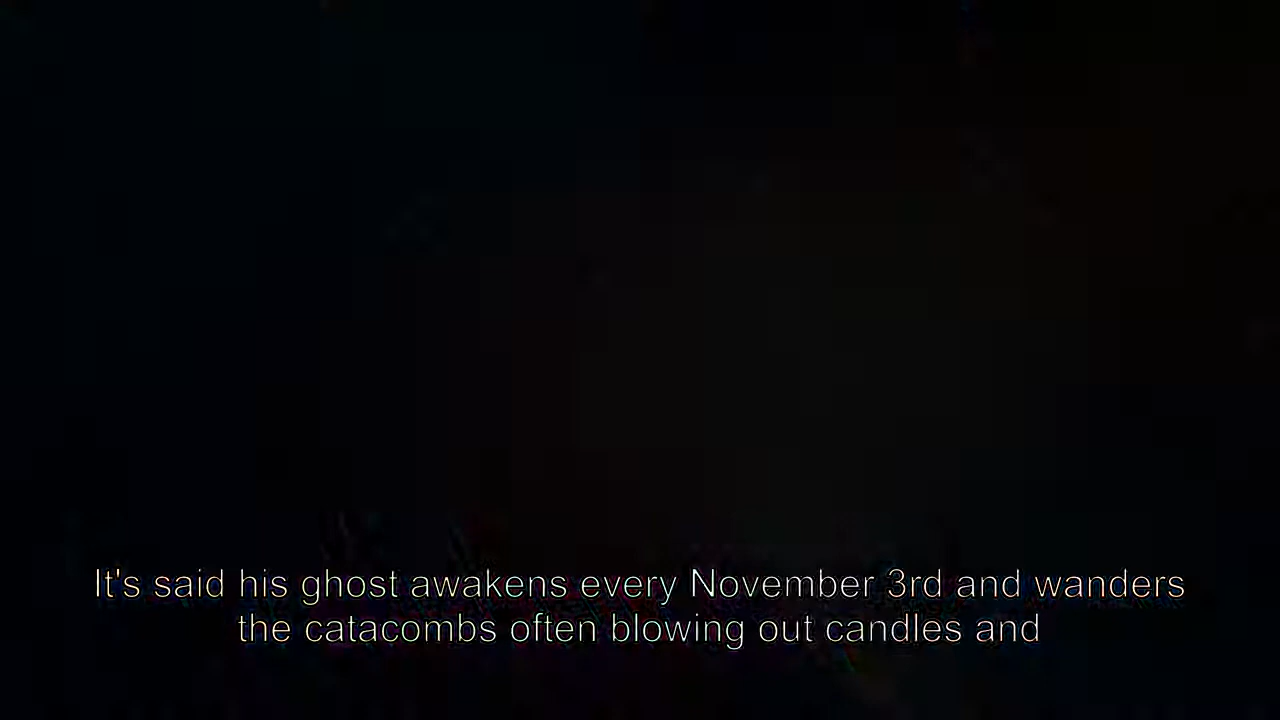 It's said his ghost awakens every November 3rd and wanders
the catacombs often blowing out candles and